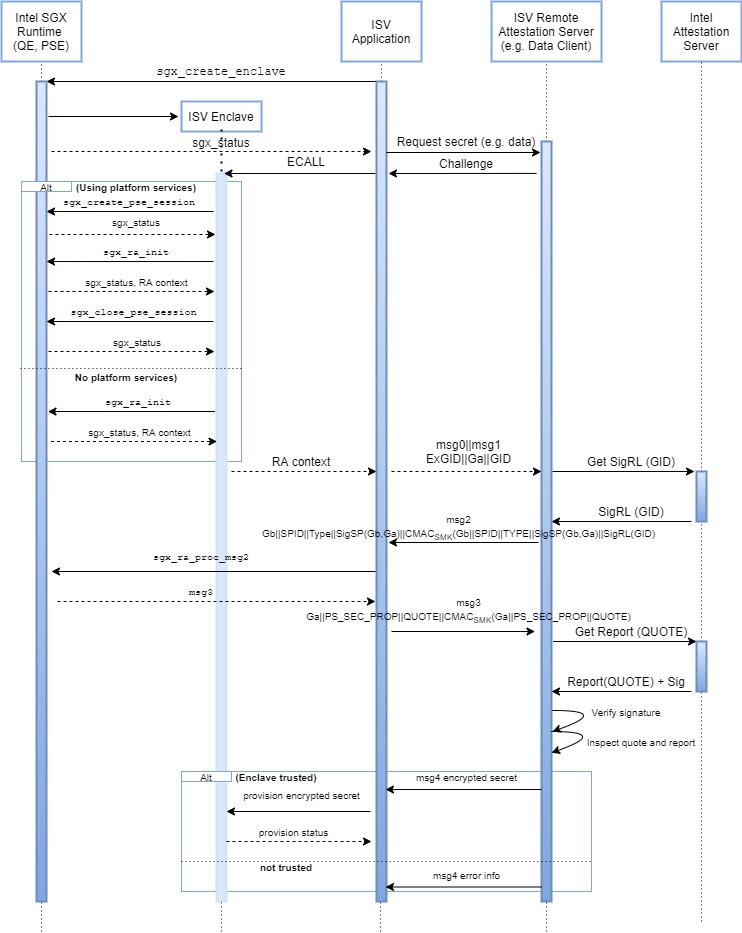 Intel SGX
Runtime
(QE, PSE)
ISV
Application
ISV Remote
Attestation Server
(e.g. Data Client)
Intel
Attestation
Server
sgx_create_enclave
ISV Enclave
sgx_status
Request secret (e.g. data)
ECALL
Challenge
Alt
(Using platform services)
sgx_create_pse_session
sgx_status
sgx_ra_init
sgx_status, RA context
sgx_close_pse_session
sgx_status
No platform services)
sgx_ra_init
sgx_status, RA context
RA context
msg0||msg1
ExGID||Ga||GID
Get SigRL (GID)
SigRL (GID)
msg2
Gb||SPID||Type||SigSP(Gb,Ga)||CMACSMK(Gb||SPID||TYPE||SigSP(Gb,Ga)||SigRL(GID)
sgx_ra_proc_msg2
msg3
msg3
Ga||PS_SEC_PROP||QUOTE||CMACSMK(Ga||PS_SEC_PROP||QUOTE)
Get Report (QUOTE)
Report(QUOTE) + Sig
Verify signature
Inspect quote and report
Alt
(Enclave trusted)
msg4 encrypted secret
provision encrypted secret
provision status
not trusted
msg4 error info